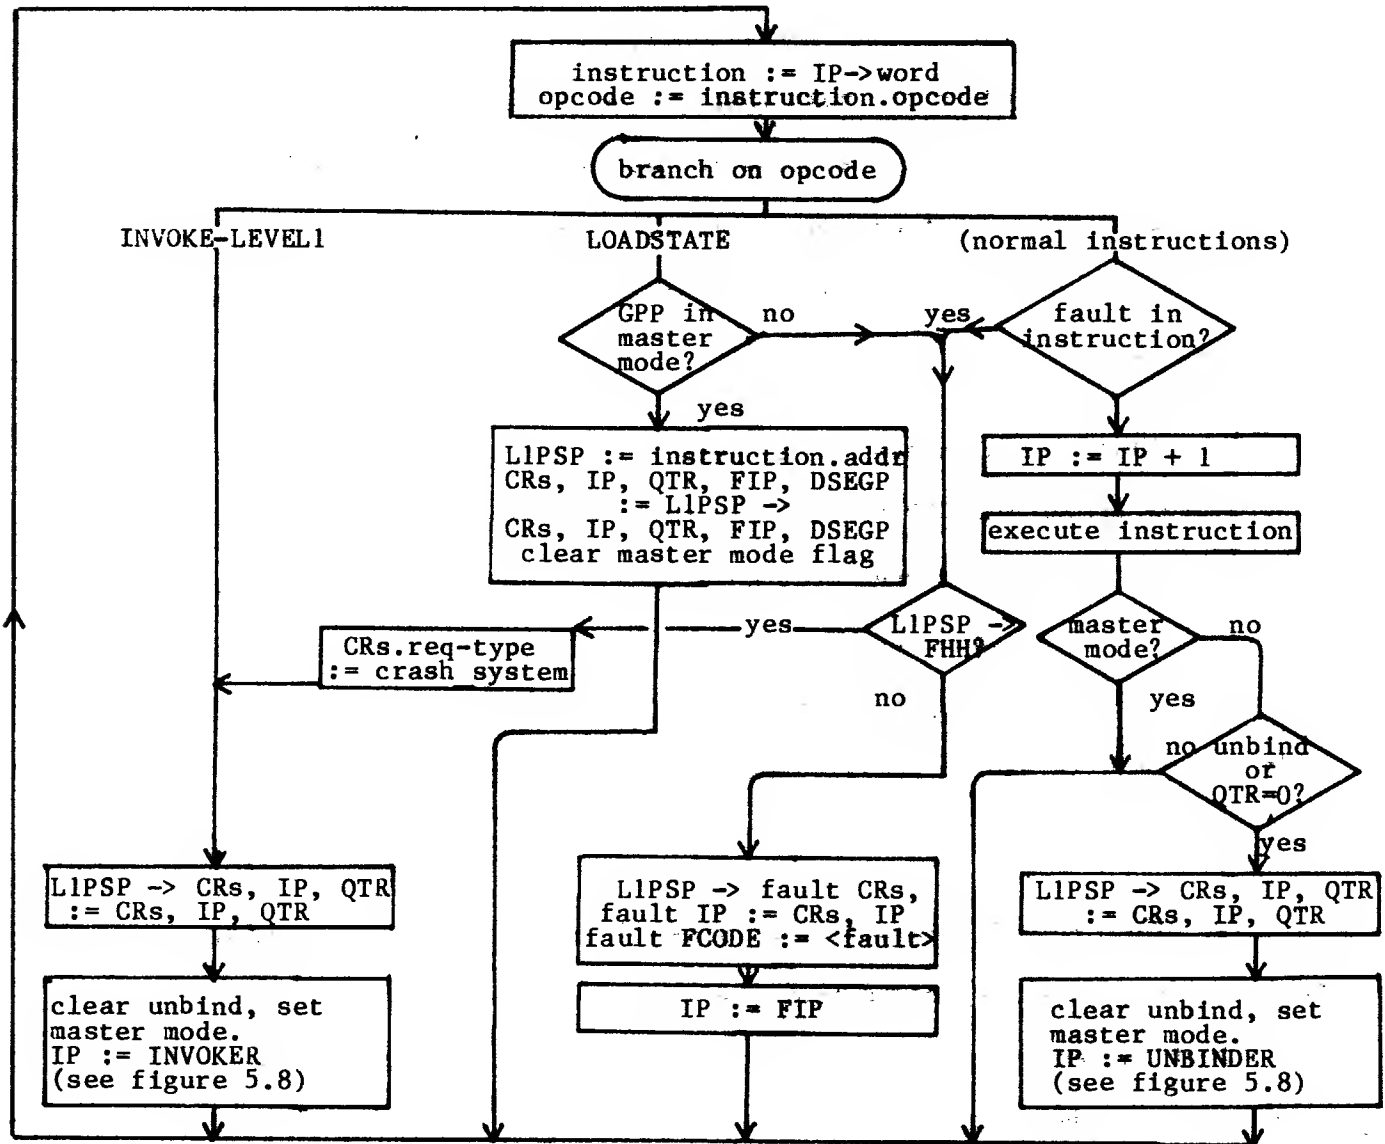 instruction := IP->word
opcode := instruction.opcode
branch on opcode
INVOKE-LEVEL1
LOADSTATE
(normal instructions)
GPP in
master
mode?
no
yes
fault in
instruction?
yes
L1PSP := instruction.addr
CRs, IP, QTR, FIP, DSEGP
:= L1PSP ->
CRs, IP, QTR, FIP, DSEGP
clear master mode flag
IP := IP + 1
execute instruction
CRs.req-type
:= crash system
yes
L1PSP ->
FHH?
no
master
mode?
no
yes
no
unbind
or
QTR=0?
yes
L1PSP -> CRs, IP, QTR
:= CRs, IP, QTR
L1PSP -> fault CRs,
fault IP := CRs, IP
fault FCODE := <fault>
L1PSP -> CRs, IP, QTR
:= CRs, IP, QTR
clear unbind, set
master mode.
IP := INVOKER
(see figure 5.8)
IP := FIP
clear unbind, set
master mode.
IP := UNBINDER
(see figure 5.8)